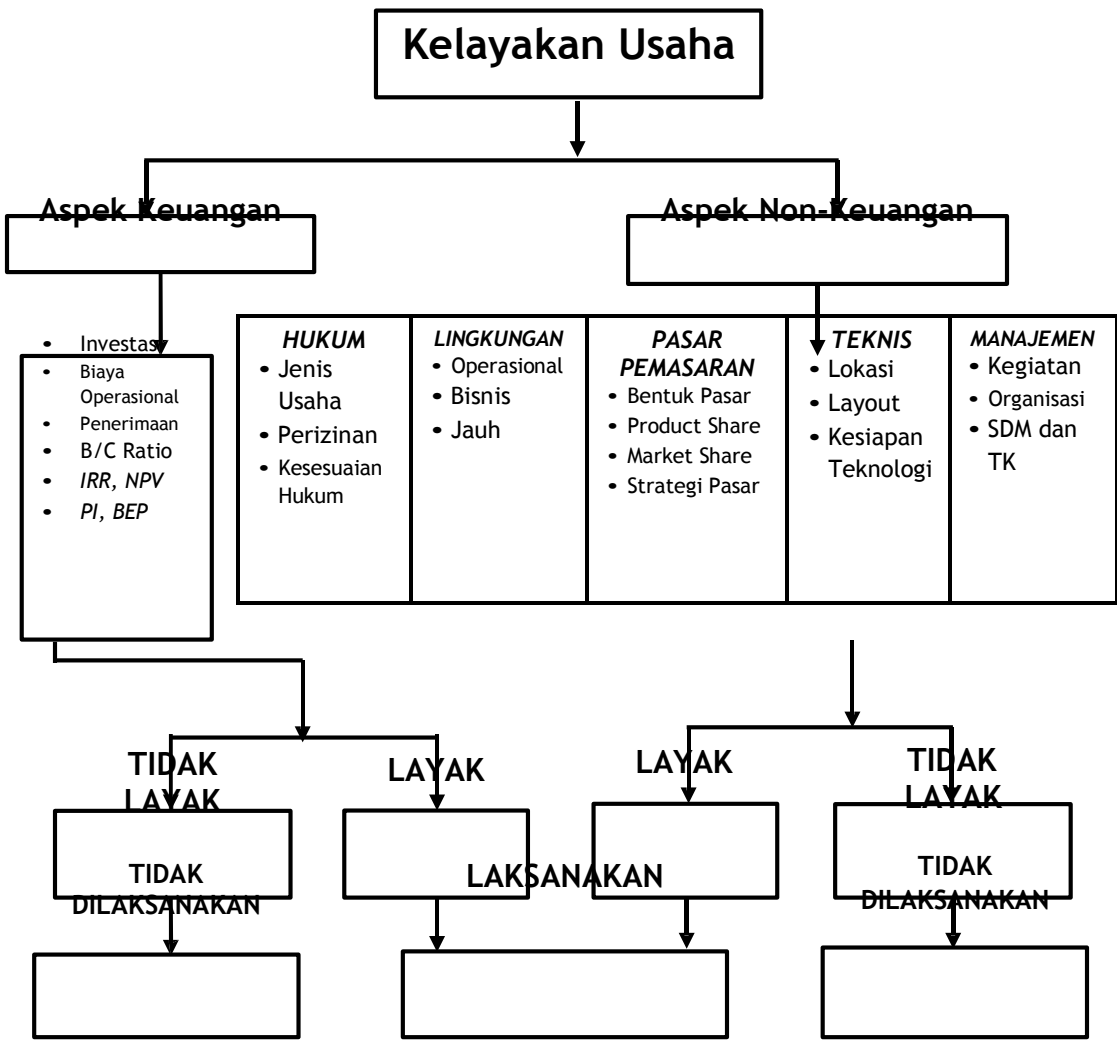 Kelayakan Usaha
Aspek Keuangan
Aspek Non-Keuangan
• Investasi
• Biaya
Operasional
• Penerimaan
• B/C Ratio
• IRR, NPV
• PI, BEP
HUKUM
• Jenis
Usaha
• Perizinan
• Kesesuaian
Hukum
LINGKUNGAN
• Operasional
• Bisnis
• Jauh
PASAR
PEMASARAN
• Bentuk Pasar
• Product Share
• Market Share
• Strategi Pasar
TEKNIS
• Lokasi
• Layout
• Kesiapan
Teknologi
MANAJEMEN
• Kegiatan
• Organisasi
• SDM dan
TK
TIDAK
LAYAK
LAYAK
LAYAK
TIDAK
LAYAK
TIDAK
DILAKSANAKAN
LAKSANAKAN
TIDAK
DILAKSANAKAN